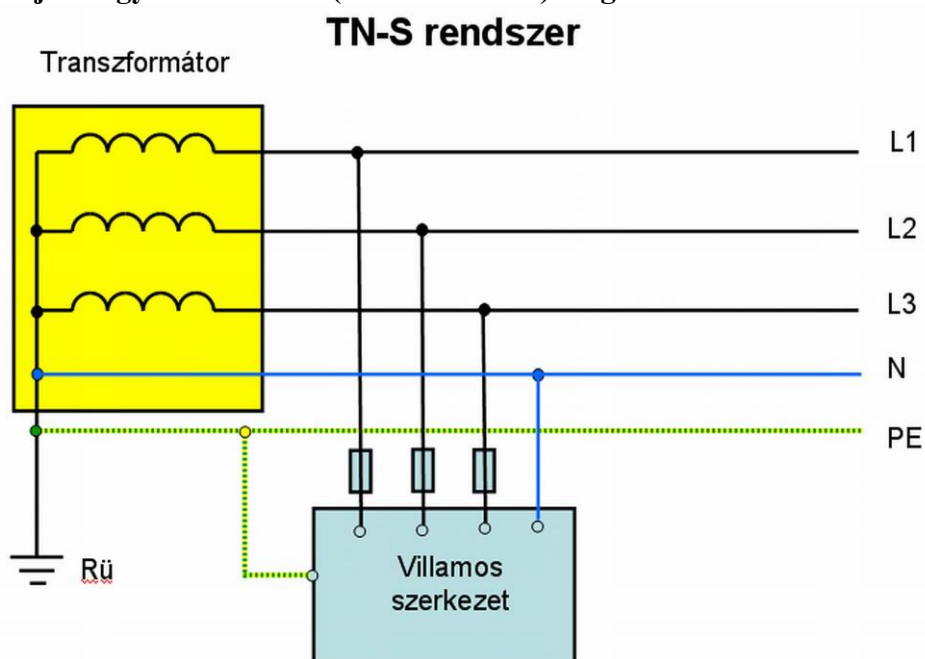 TN-S rendszer
Transzformátor
L1
L2
L3
N
PE
Rü
Villamos
szerkezet